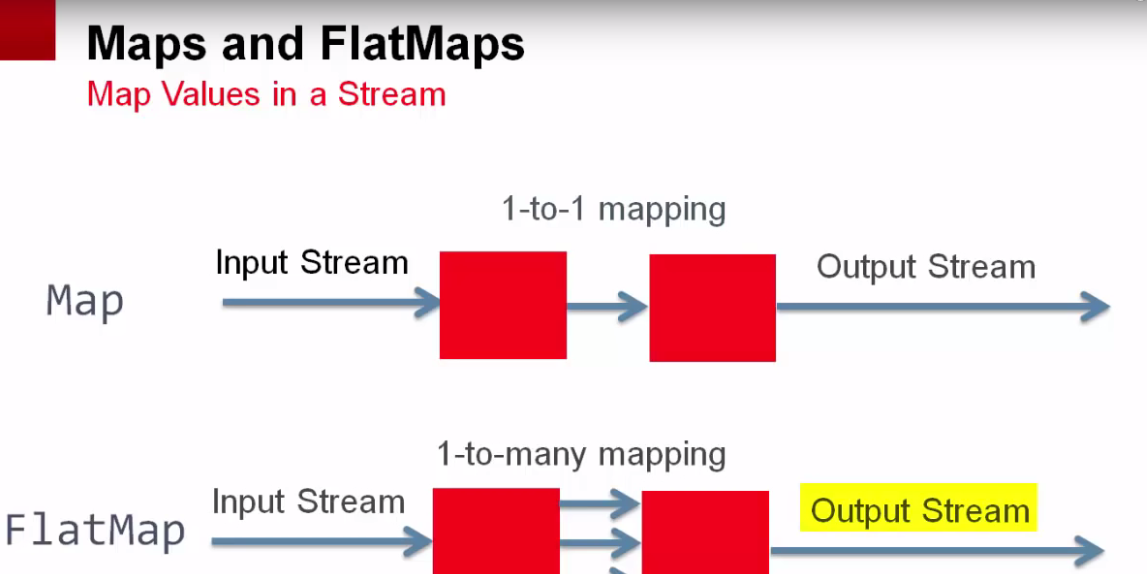 Maps and FlatMaps
Map Values in a Stream
1-to-1 mapping
Input Stream
Output Stream
Map
1-to-many mapping
Input Stream
Output Stream
FlatMap